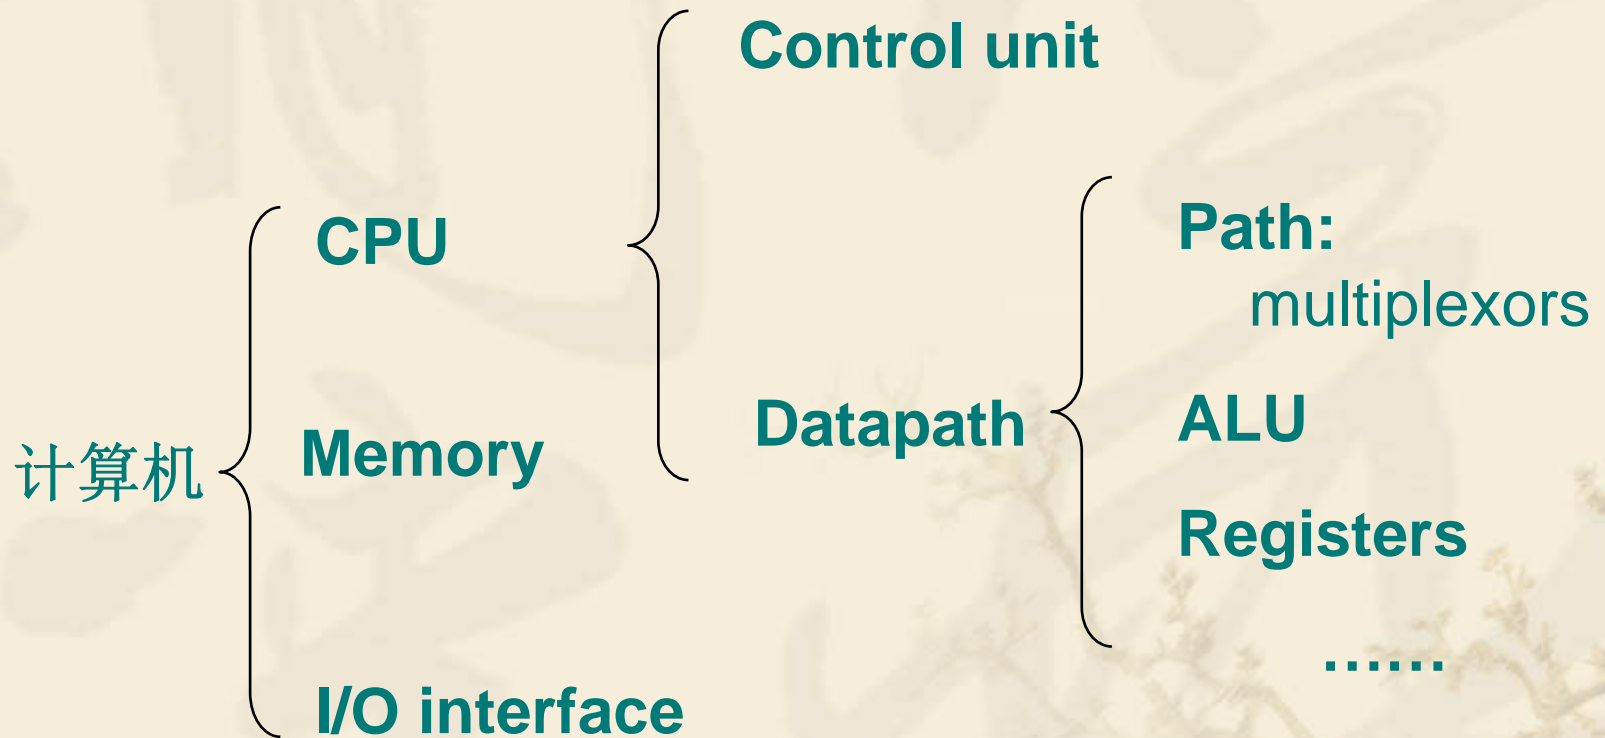 Control unit
CPU
Path:
multiplexors
Datapath
ALU
计算机
Memory
Registers
······
I/O interface